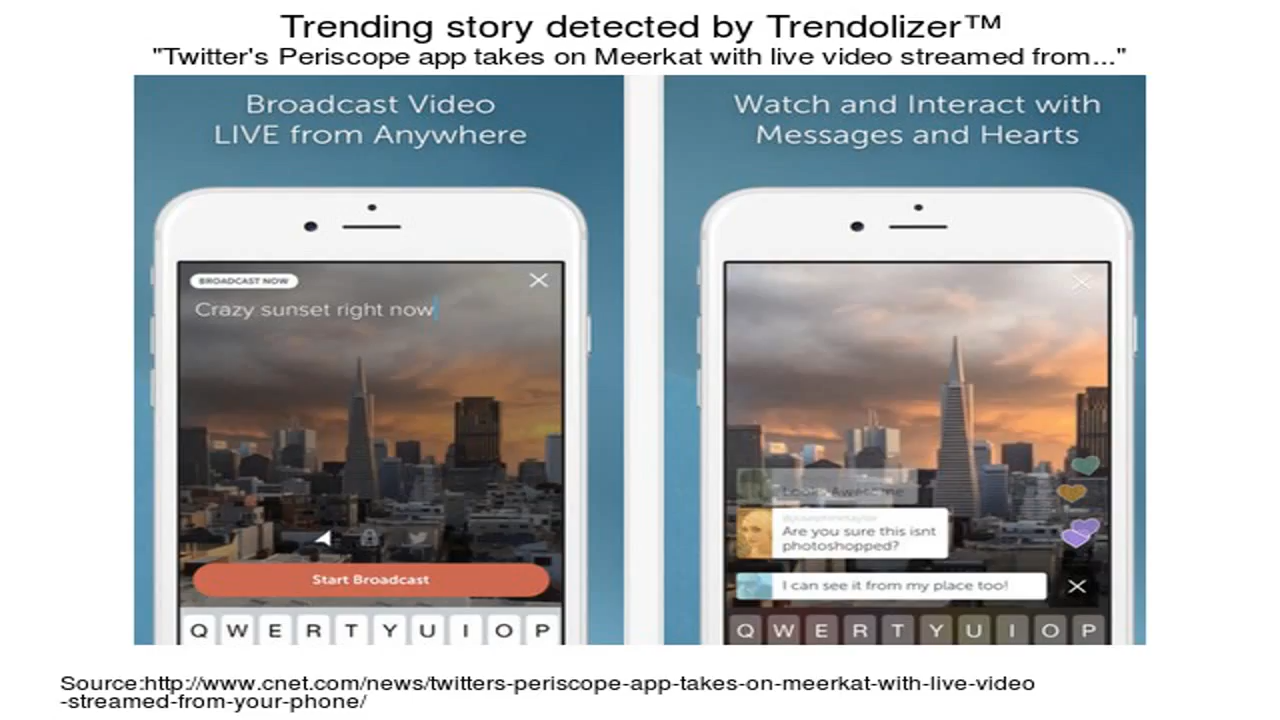 Trending story detected by Trendolizer™
"Twitter's Periscope app takes on Meerkat with live video streamed from..."
Broadcast Video
LIVE from Anywhere
BROADCAST NOW
Crazy sunset right now
Start Broadcast
Q W E R T Y U I O P
Watch and Interact with
Messages and Hearts
Looks Awesome
Are you sure this isnt
photoshopped?
I can see it from my place too!
Q W E R T Y U I O P
Source:http://www.cnet.com/news/twitters-periscope-app-takes-on-meerkat-with-live-video
-streamed-from-your-phone/